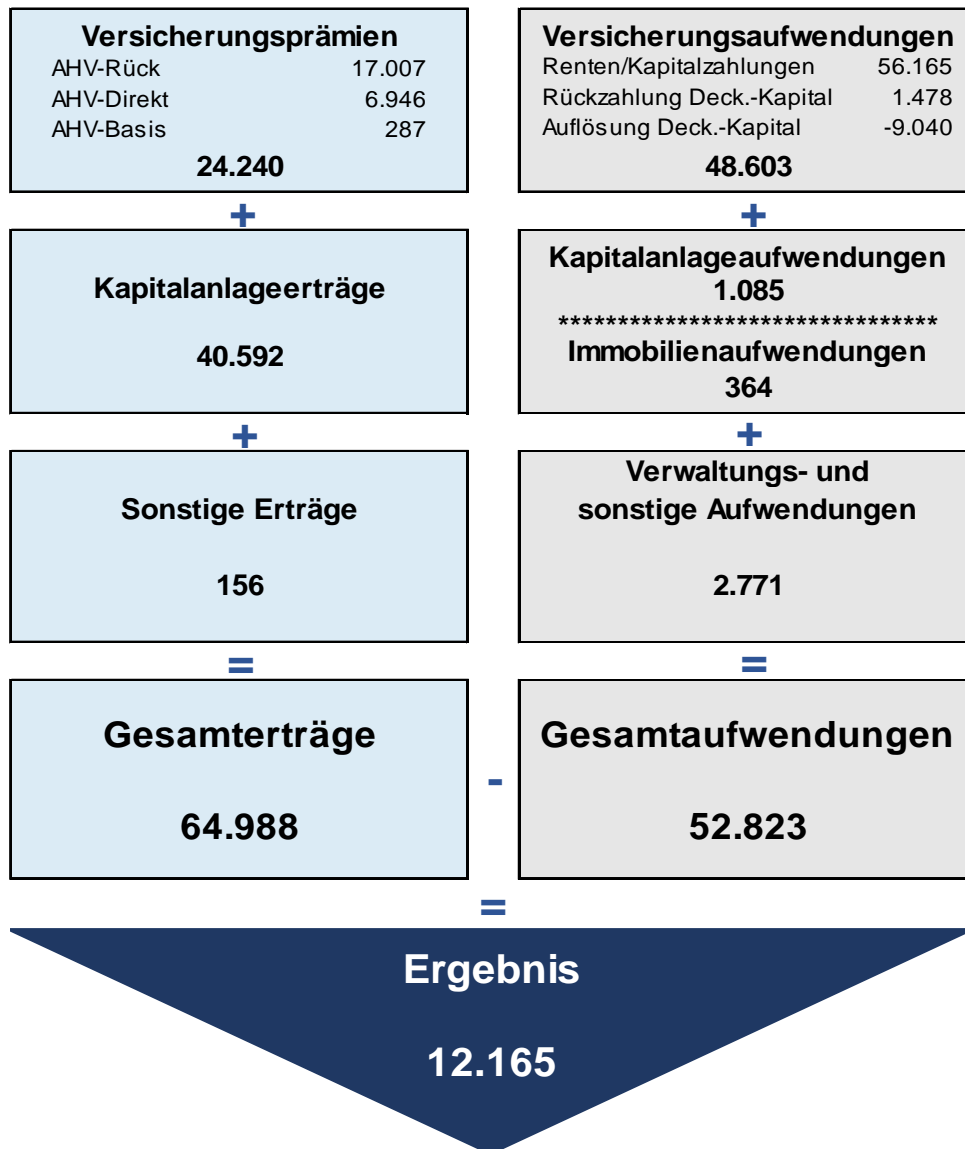 Versicherungsprämien
AHV-Rück 17.007
AHV-Direkt 6.946
AHV-Basis 287
24.240
+
Kapitalanlageerträge
40.592
+
Sonstige Erträge
156
=
Gesamterträge
64.988
Versicherungsaufwendungen
Renten/Kapitalzahlungen 56.165
Rückzahlung Deck.-Kapital 1.478
Auflösung Deck.-Kapital -9.040
48.603
+
Kapitalanlageaufwendungen
1.085
********************************
Immobilienaufwendungen
364
+
Verwaltungs- und
sonstige Aufwendungen
2.771
=
Gesamtaufwendungen
52.823
-
=
Ergebnis
12.165